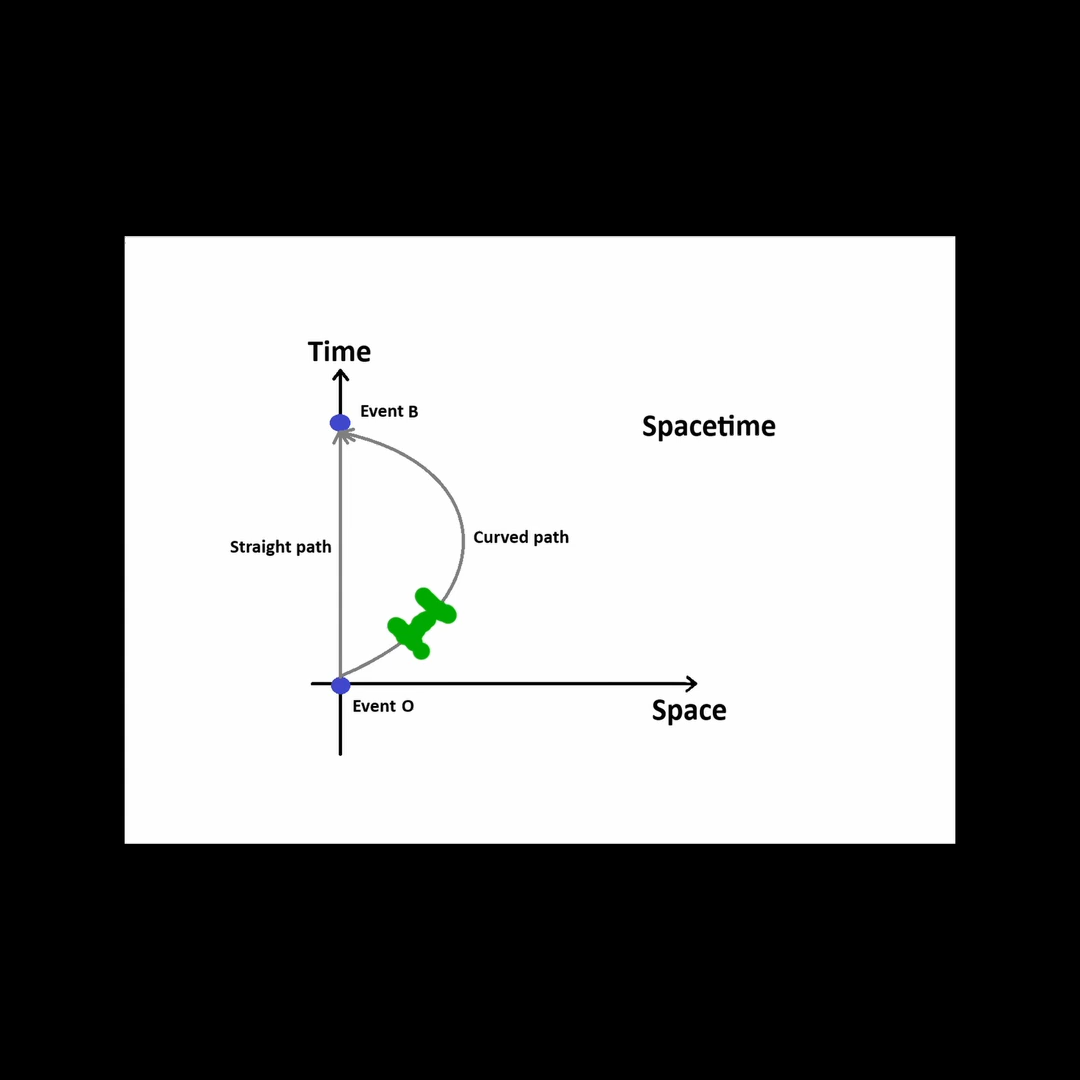 Time
Event B
Spacetime
Straight path
Curved path
Event O
Space